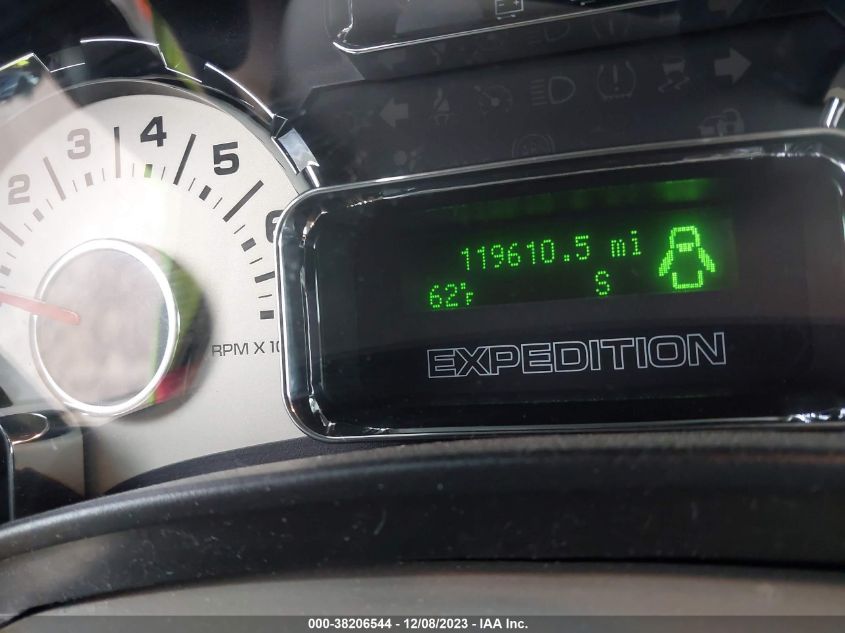 2 3 4 5 6
RPM X 10
119610.5 mi
62°F S
EXPEDITION
000-38206544 - 12/08/2023 - IAA Inc.